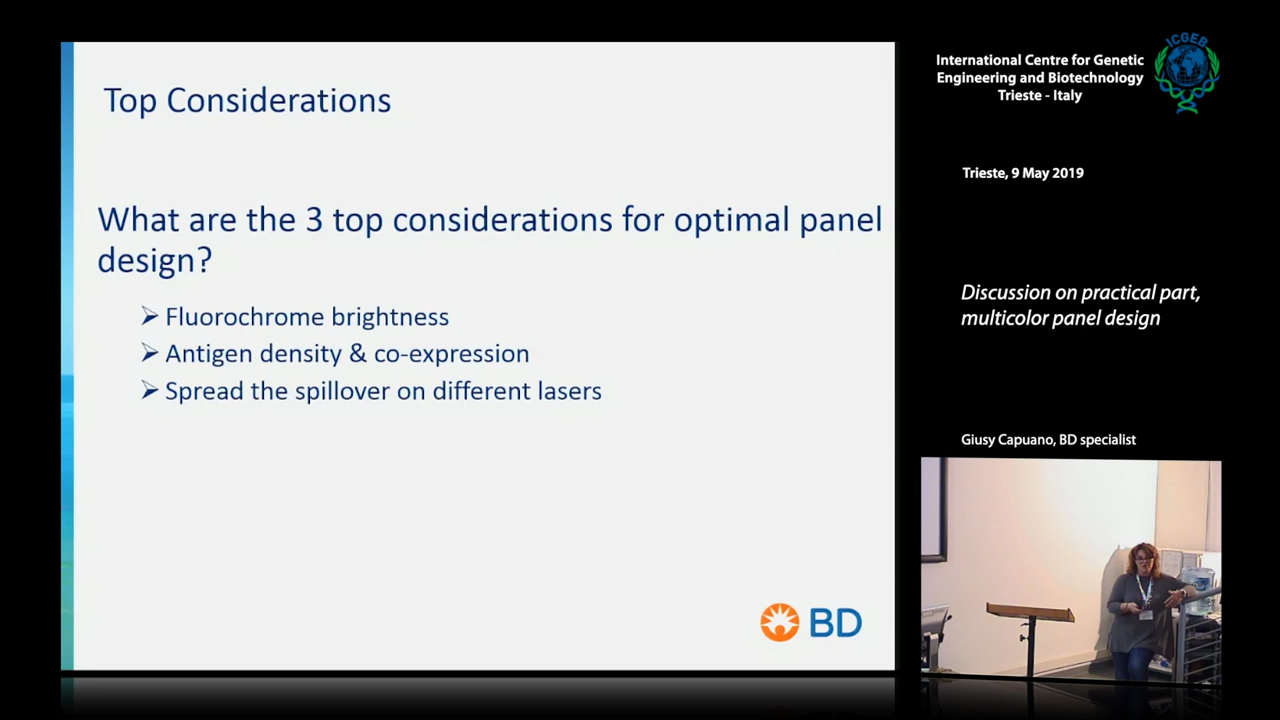 Top Considerations
What are the 3 top considerations for optimal panel
design?
Fluorochrome brightness
Antigen density & co-expression
Spread the spillover on different lasers
BD
International Centre for Genetic
Engineering and Biotechnology
Trieste - Italy
ICGEB
Trieste, 9 May 2019
Discussion on practical part,
multicolor panel design
Giusy Capuano, BD specialist